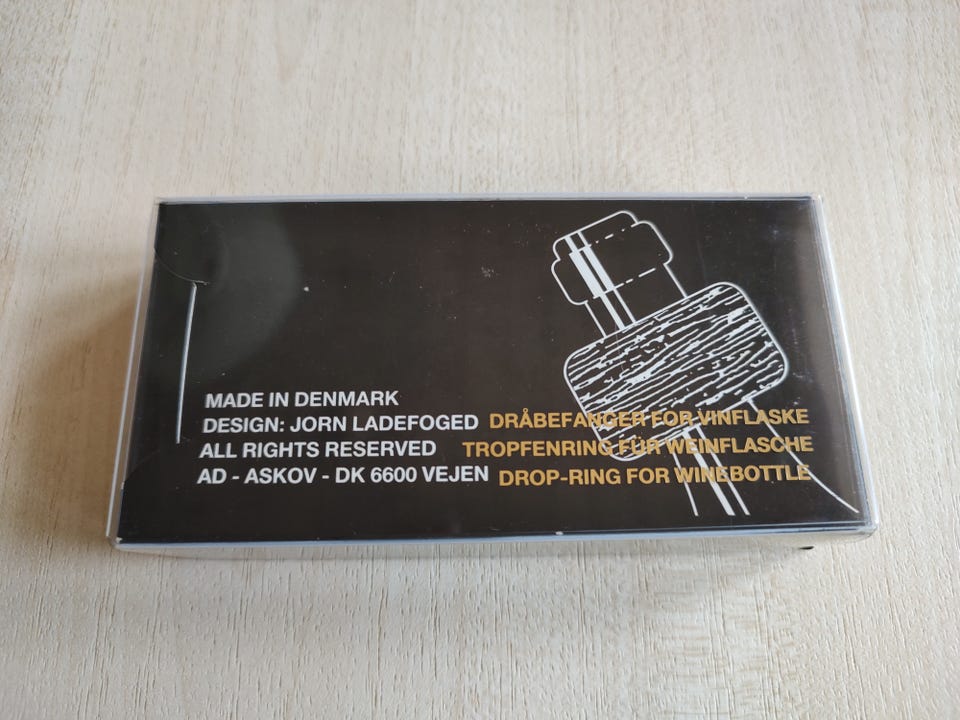 MADE IN DENMARK
DESIGN: JORN LADEFOGED
ALL RIGHTS RESERVED
AD - ASKOV - DK 6600 VEJEN
DRÅBEFANGER FOR VINFLASKE
TROPFENRING FÜR WEINFLASCHE
DROP-RING FOR WINEBOTTLE